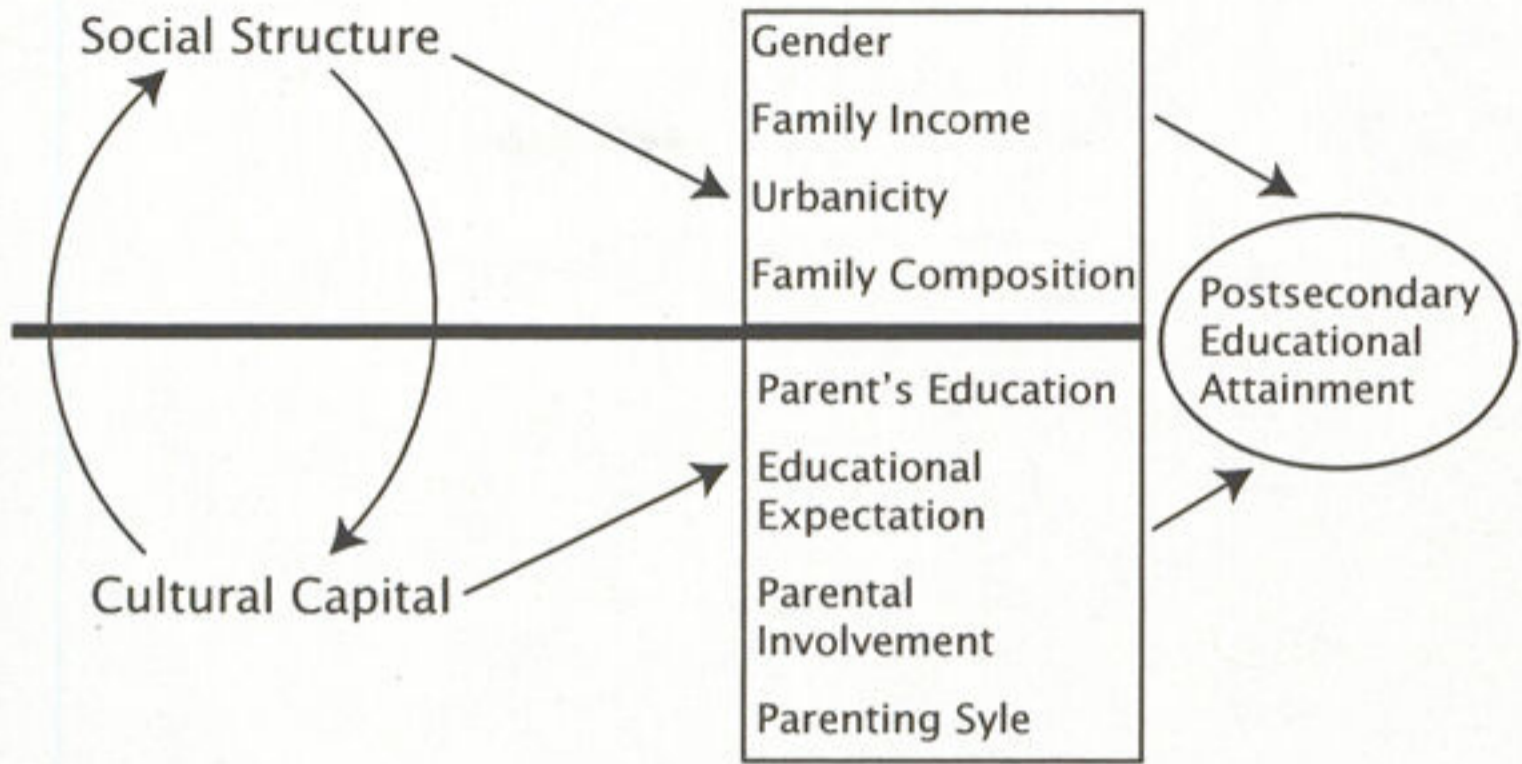 Social Structure
Cultural Capital
Gender
Family Income
Urbanicity
Family Composition
Parent's Education
Educational
Expectation
Parental
Involvement
Parenting Syle
Postsecondary
Educational
Attainment